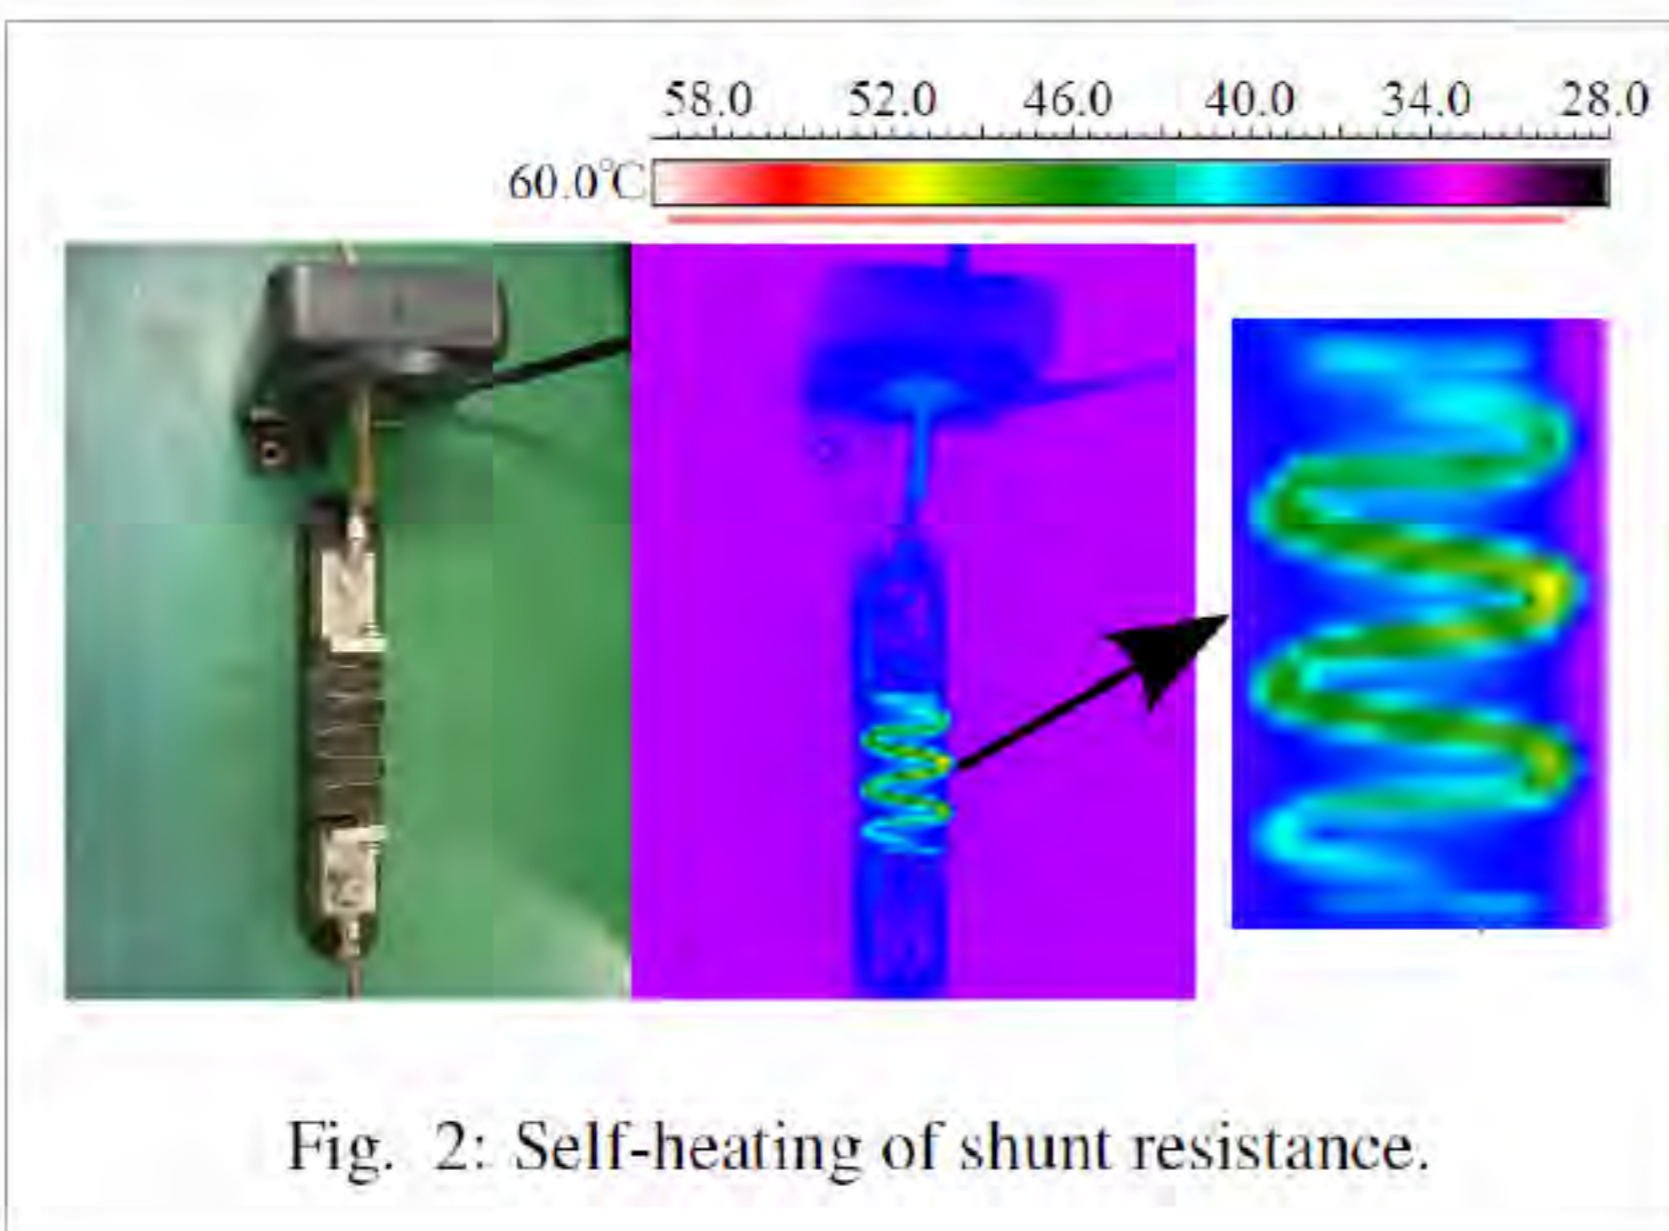 58.0 52.0 46.0 40.0 34.0 28.0
60.0℃
Fig. 2: Self-heating of shunt resistance.